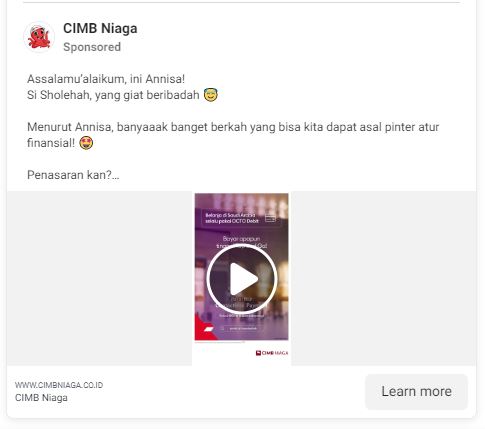 CIMB Niaga
Sponsored
Assalamu'alaikum, ini Annisa!
Si Sholehah, yang giat beribadah 😇
Menurut Annisa, banyaaak banget berkah yang bisa kita dapat asal pinter atur
finansial! 🤩
Penasaran kan?...
Belanja di Saudi Arabia
selalu pakai OCTO Debit
Bayar apapun
CIMB NIAGA
WWW.CIMBNIAGA.CO.ID
CIMB Niaga
Learn more